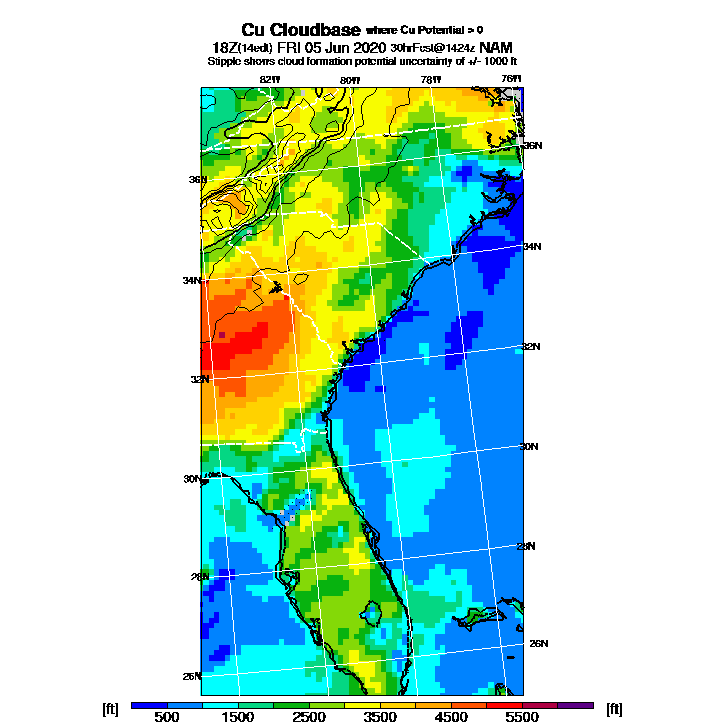 Cu Cloudbase where Cu Potential > 0
18Z(14edt) FRI 05 Jun 2020 30hrFcst@1424z NAM
Stipple shows cloud formation potential uncertainty of +/- 1000 ft
82W 80W 78W 76W
36N
36N
34N
34N
32N
32N
30N
30N
28N
28N
26N
26N
[ft] 500 1500 2500 3500 4500 5500 [ft]